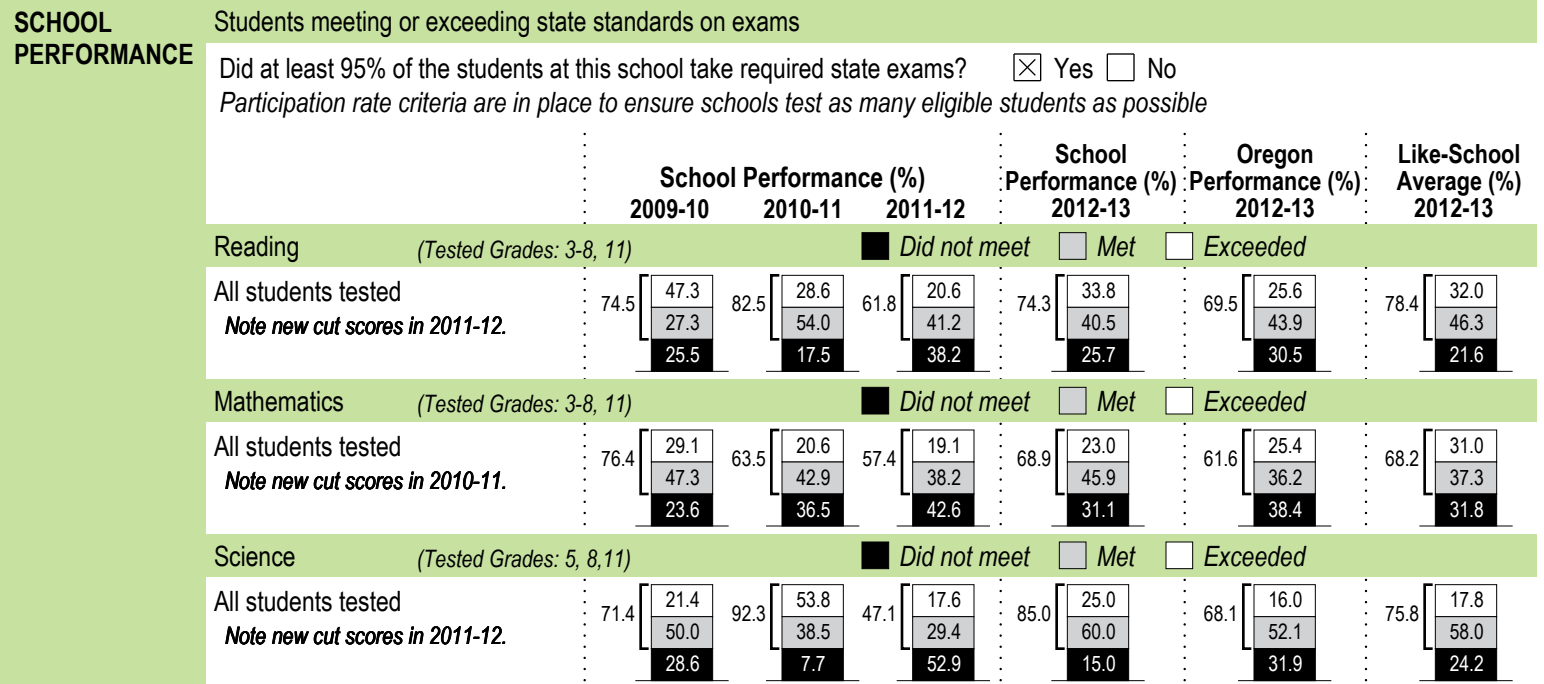 SCHOOL PERFORMANCE
Students meeting or exceeding state standards on exams
Did at least 95% of the students at this school take required state exams? ☒ Yes ☐ No
Participation rate criteria are in place to ensure schools test as many eligible students as possible
School Performance (%)
2009-10 2010-11 2011-12
School Performance (%) 2012-13
Oregon Performance (%) 2012-13
Like-School Average (%) 2012-13
Reading (Tested Grades: 3-8, 11) Did not meet Met Exceeded
All students tested
Note new cut scores in 2011-12.
74.5 47.3 82.5 28.6 61.8 20.6 74.3 33.8 69.5 25.6 78.4 32.0
27.3 54.0 41.2 40.5 43.9 46.3
25.5 17.5 38.2 25.7 30.5 21.6
Mathematics (Tested Grades: 3-8, 11) Did not meet Met Exceeded
All students tested
Note new cut scores in 2010-11.
76.4 29.1 63.5 20.6 57.4 19.1 68.9 23.0 61.6 25.4 68.2 31.0
47.3 42.9 38.2 45.9 36.2 37.3
23.6 36.5 42.6 31.1 38.4 31.8
Science (Tested Grades: 5, 8,11) Did not meet Met Exceeded
All students tested
Note new cut scores in 2011-12.
71.4 21.4 92.3 53.8 47.1 17.6 85.0 25.0 68.1 16.0 75.8 17.8
50.0 38.5 29.4 60.0 52.1 58.0
28.6 7.7 52.9 15.0 31.9 24.2